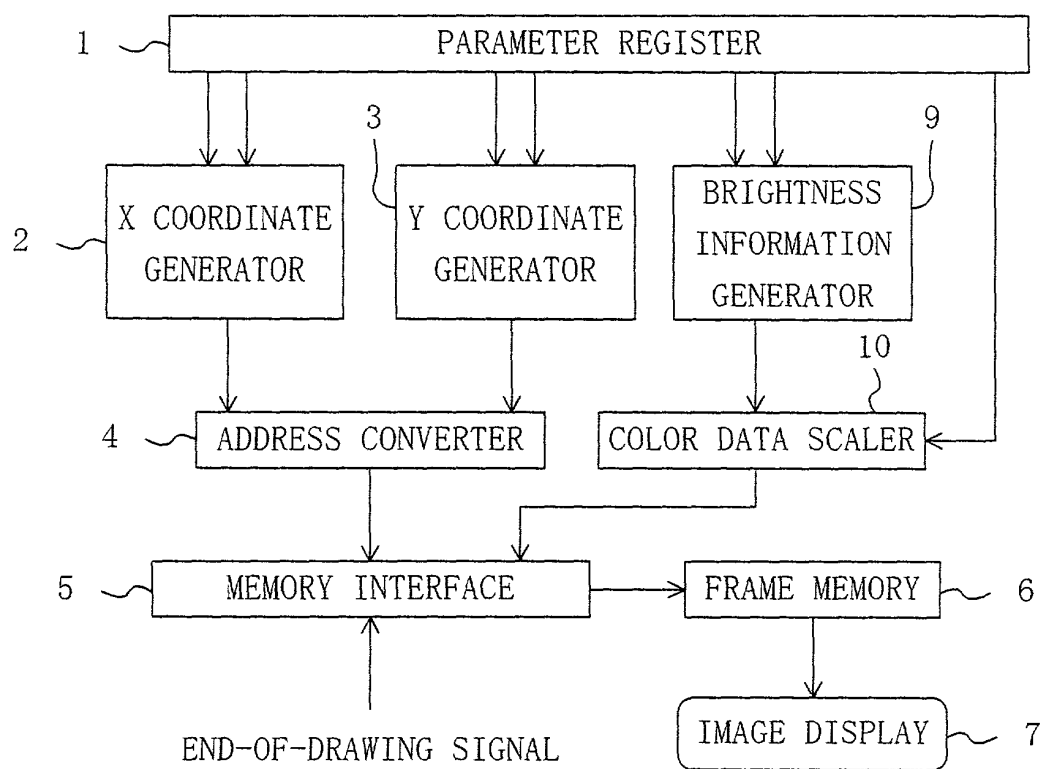 1
PARAMETER REGISTER
3
9
2
X COORDINATE
GENERATOR
Y COORDINATE
GENERATOR
BRIGHTNESS
INFORMATION
GENERATOR
10
4
ADDRESS CONVERTER
COLOR DATA SCALER
5
MEMORY INTERFACE
FRAME MEMORY
6
END-OF-DRAWING SIGNAL
IMAGE DISPLAY
7